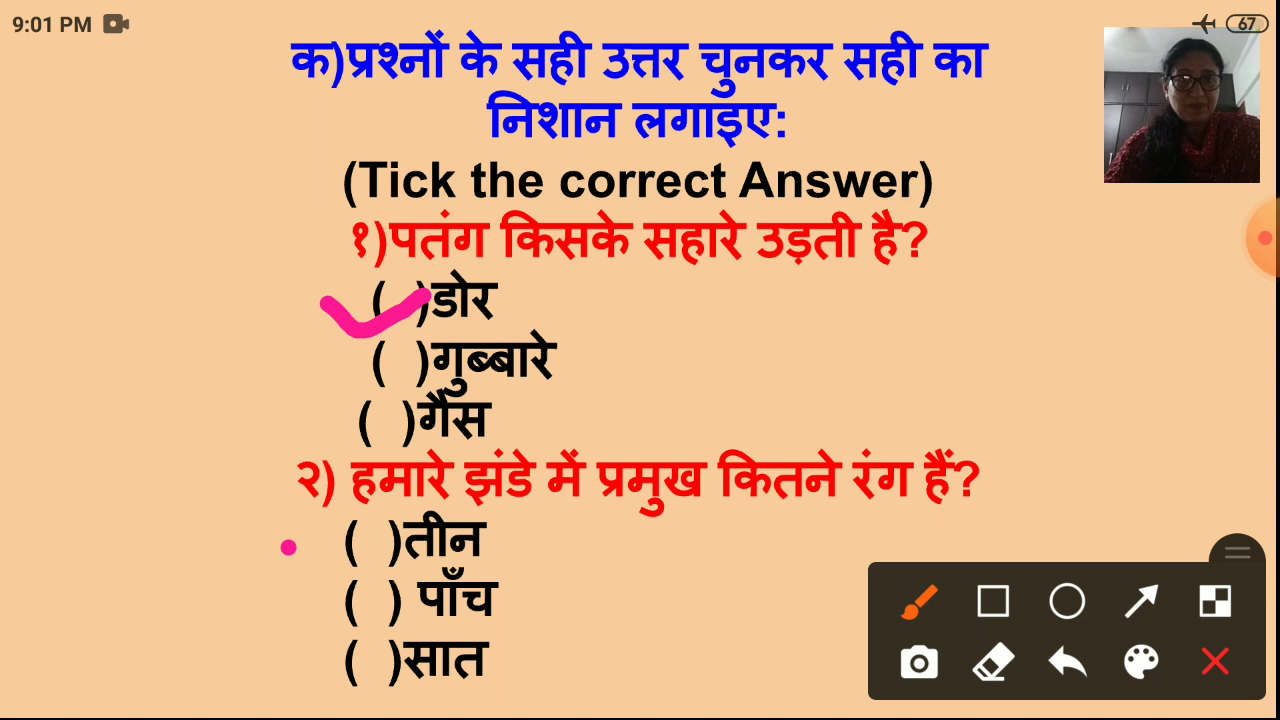 9:01 PM
67
क)प्रश्नों के सही उत्तर चुनकर सही का
निशान लगाइए:
(Tick the correct Answer)
१)पतंग किसके सहारे उड़ती है?
( )डोर
( )गुब्बारे
( )गैस
२) हमारे झंडे में प्रमुख कितने रंग हैं?
( )तीन
( ) पाँच
( )सात